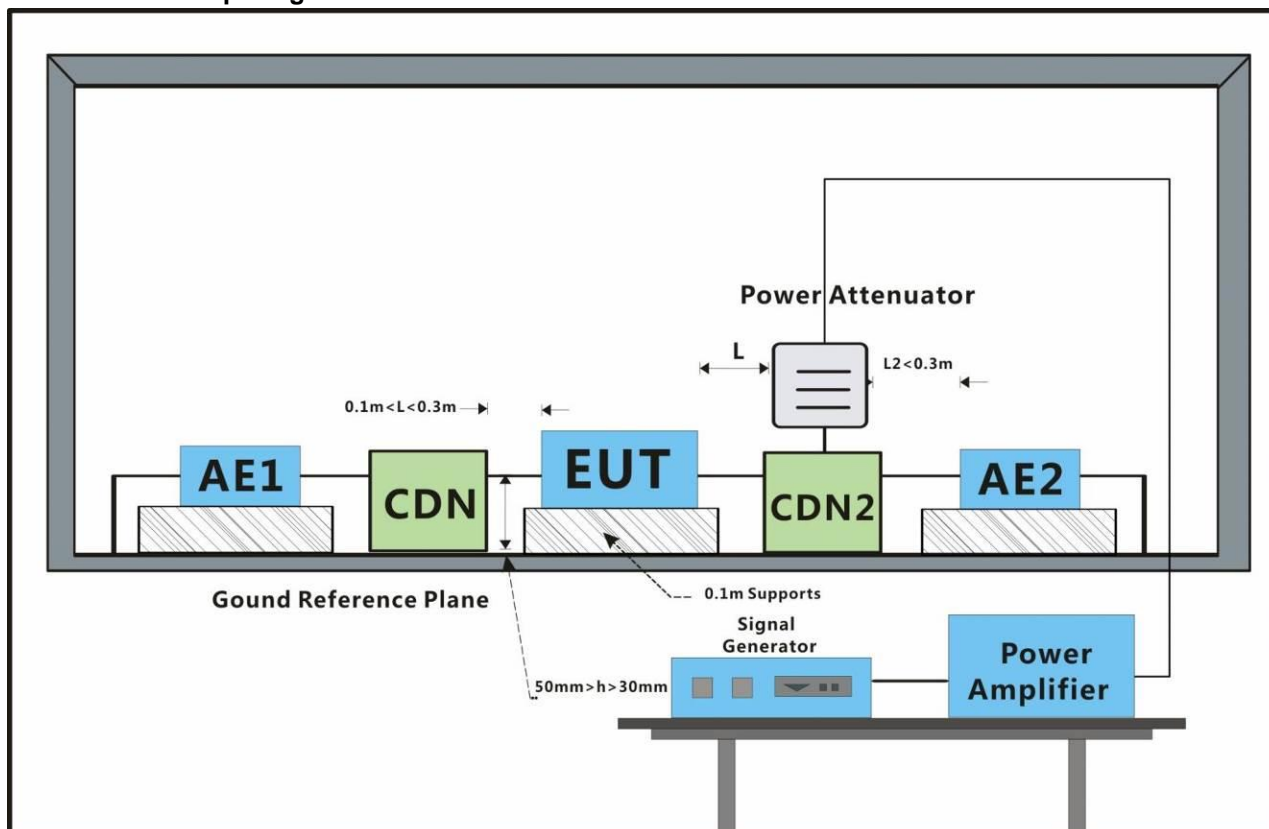 Power Attenuator
L
L2<0.3m
0.1m<L<0.3m
AE1
CDN
EUT
CDN2
AE2
Gound Reference Plane
0.1m Supports
Signal
Generator
50mm>h>30mm
Power
Amplifier